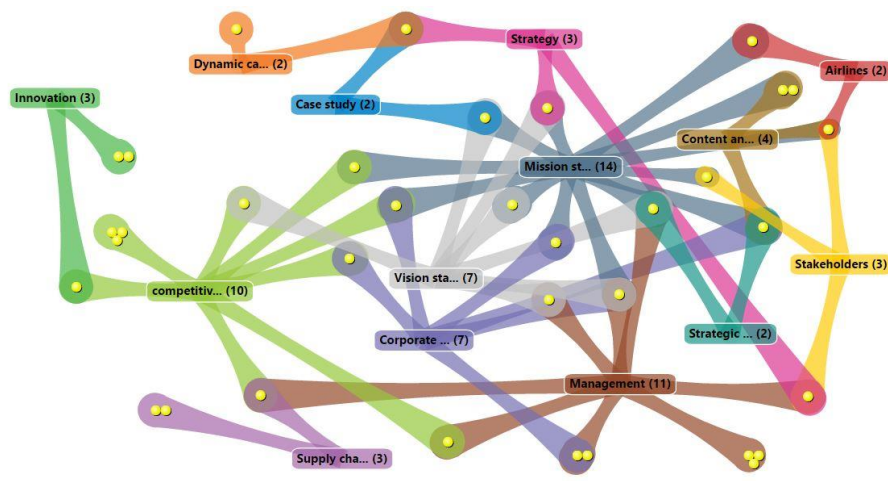 Strategy (3)
Dynamic ca... (2)
Airlines (2)
Innovation (3)
Case study (2)
Content an... (4)
Mission st... (14)
Stakeholders (3)
Vision sta... (7)
competitiv... (10)
Strategic ... (2)
Corporate ... (7)
Management (11)
Supply cha... (3)